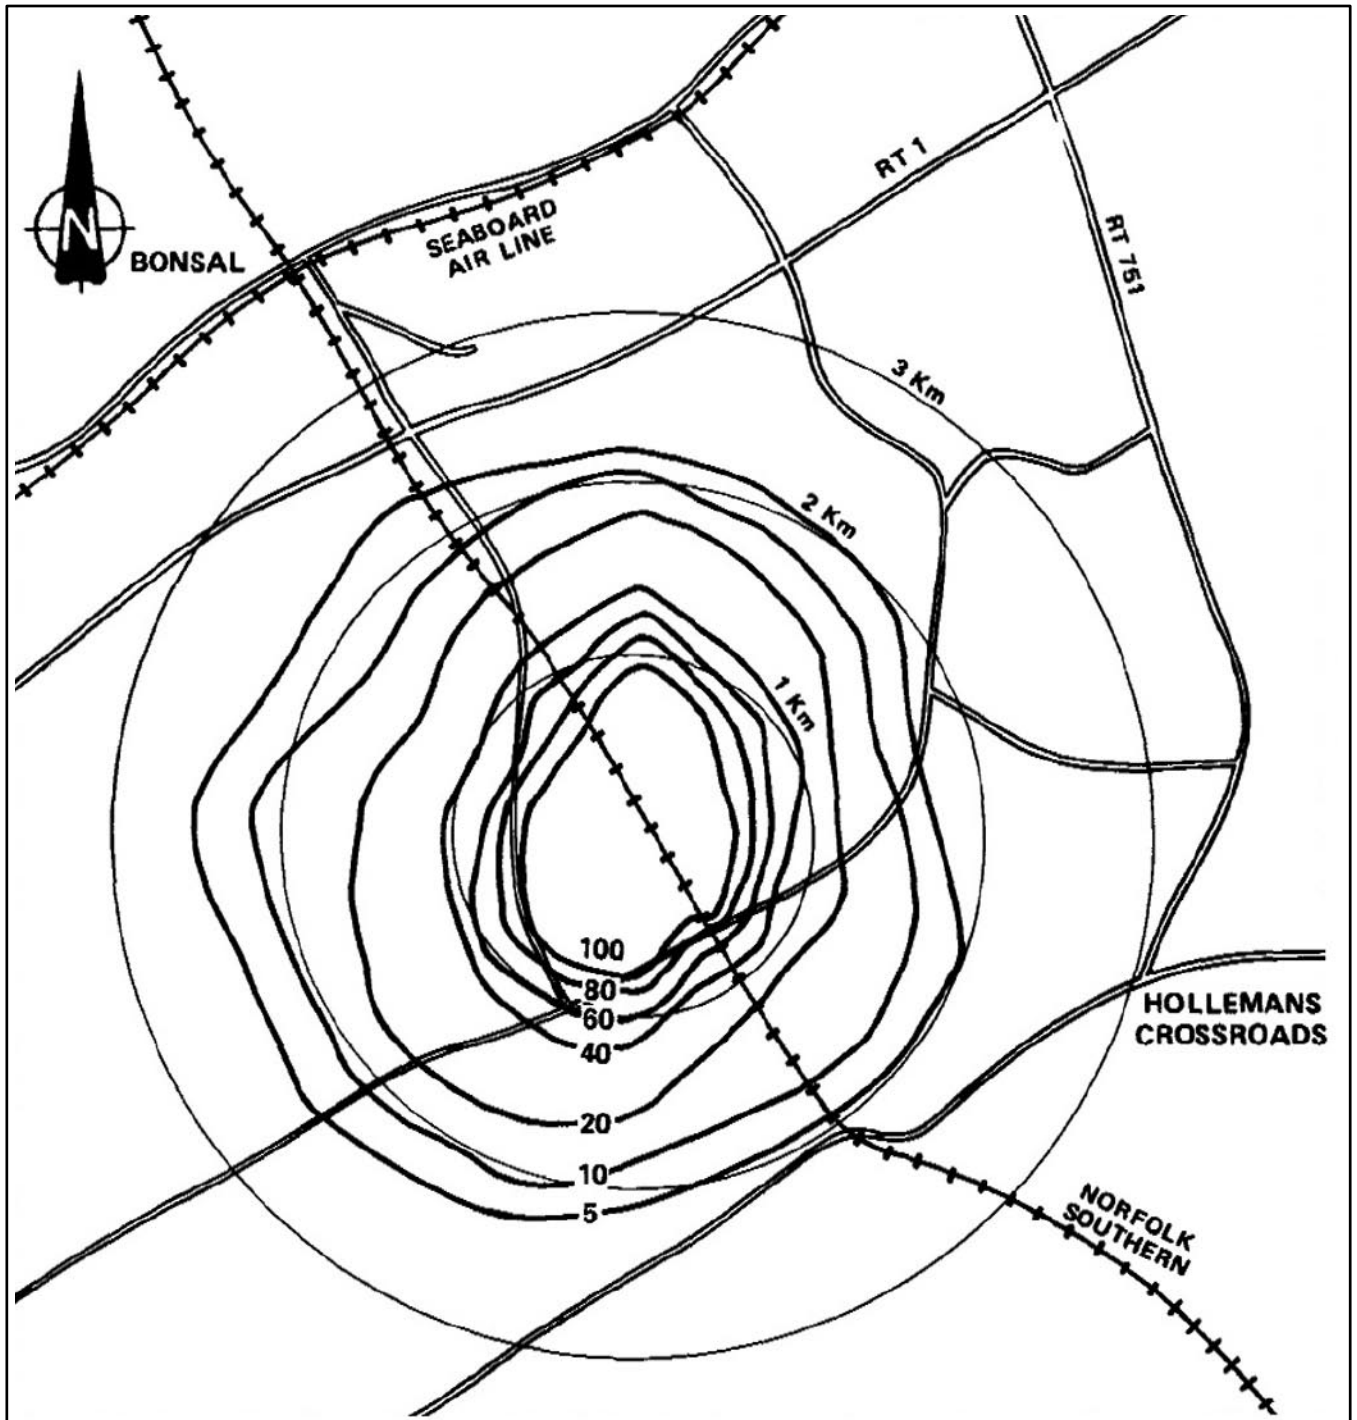 RT 1
N
BONSAL
SEABOARD
AIR LINE
RT 751
3 Km
2 Km
1 Km
100
80
60
40
20
10
5
HOLLEMANS
CROSSROADS
NORFOLK
SOUTHERN